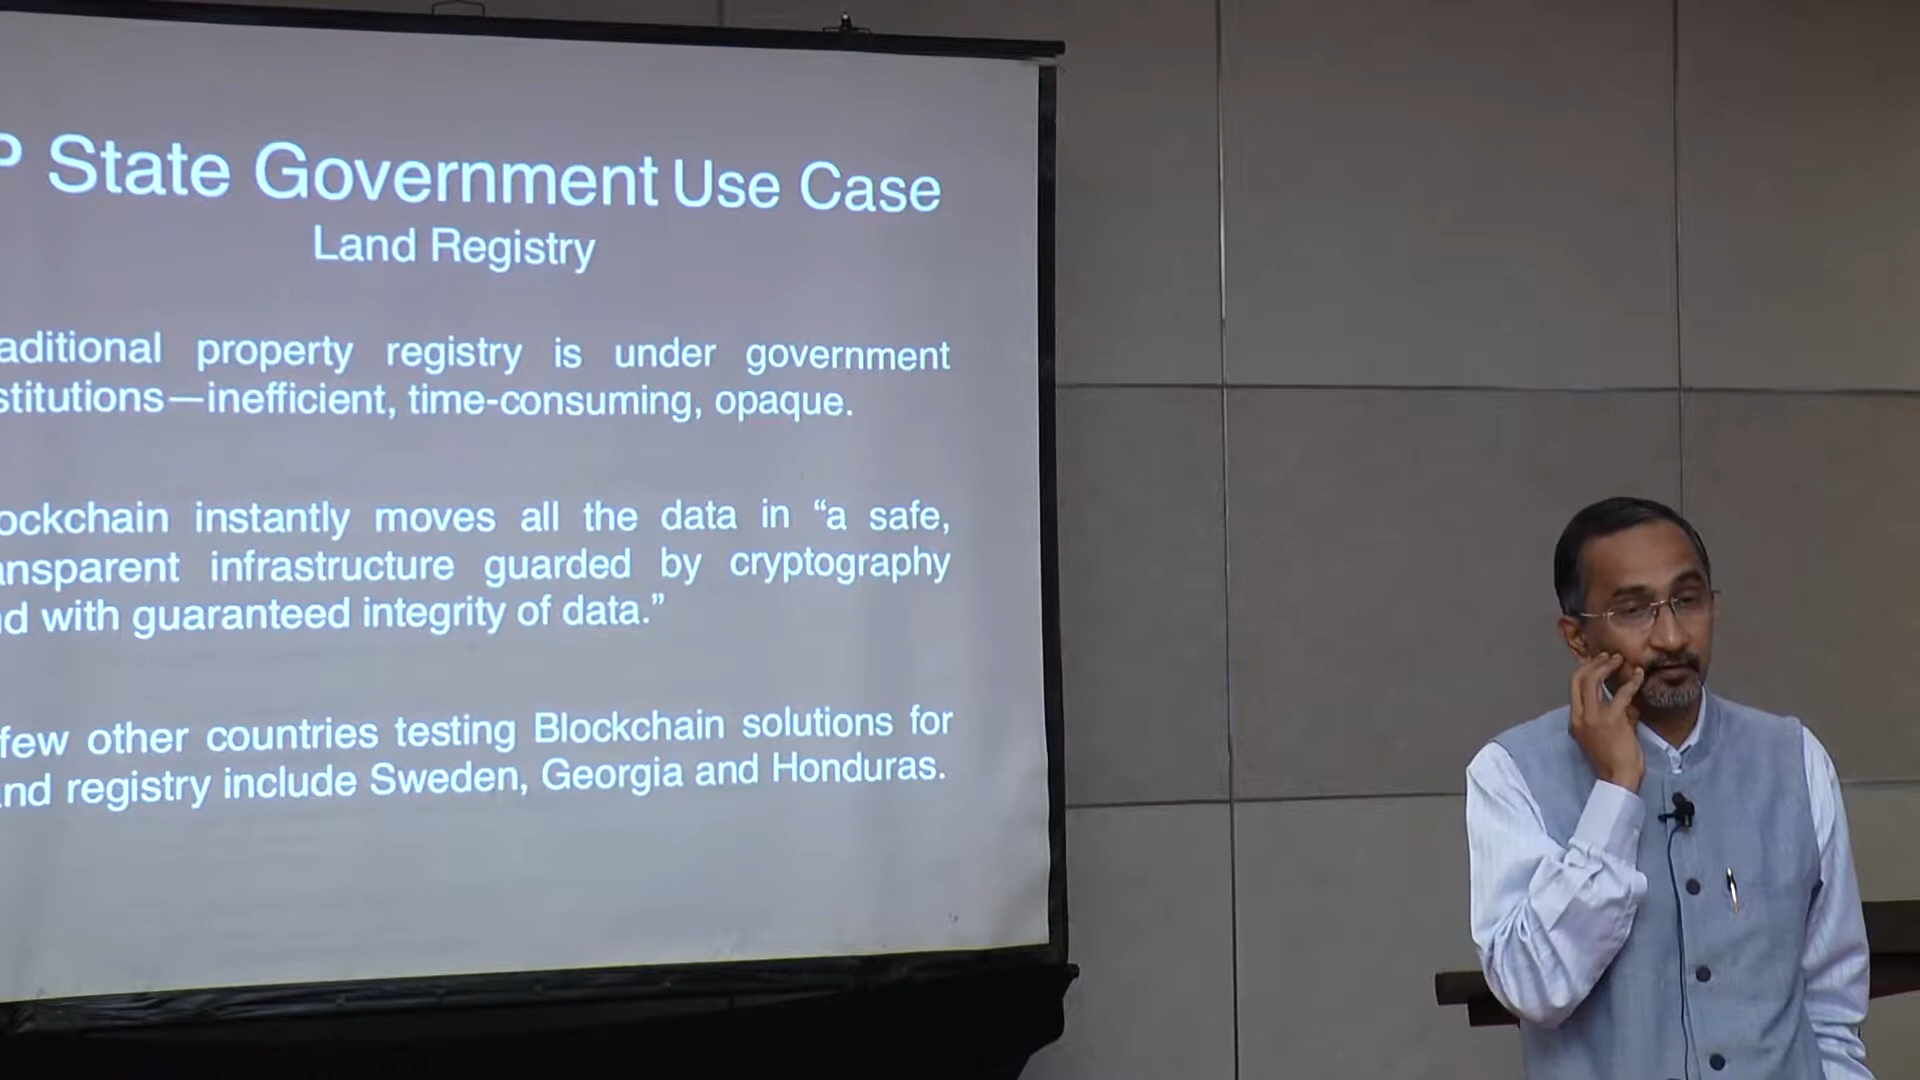 P State Government Use Case
Land Registry
aditional property registry is under government
stitutions—inefficient, time-consuming, opaque.
ockchain instantly moves all the data in “a safe,
ansparent infrastructure guarded by cryptography
nd with guaranteed integrity of data.”
few other countries testing Blockchain solutions for
and registry include Sweden, Georgia and Honduras.